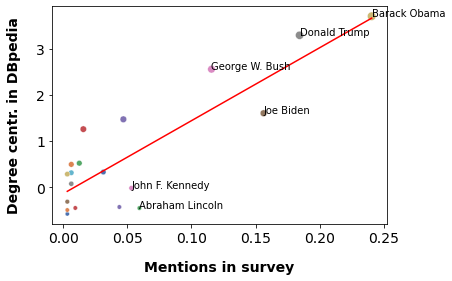 Barack Obama
Donald Trump
George W. Bush
Joe Biden
John F. Kennedy
Abraham Lincoln
Degree centr. in DBpedia
3
2
1
0
0.00 0.05 0.10 0.15 0.20 0.25
Mentions in survey